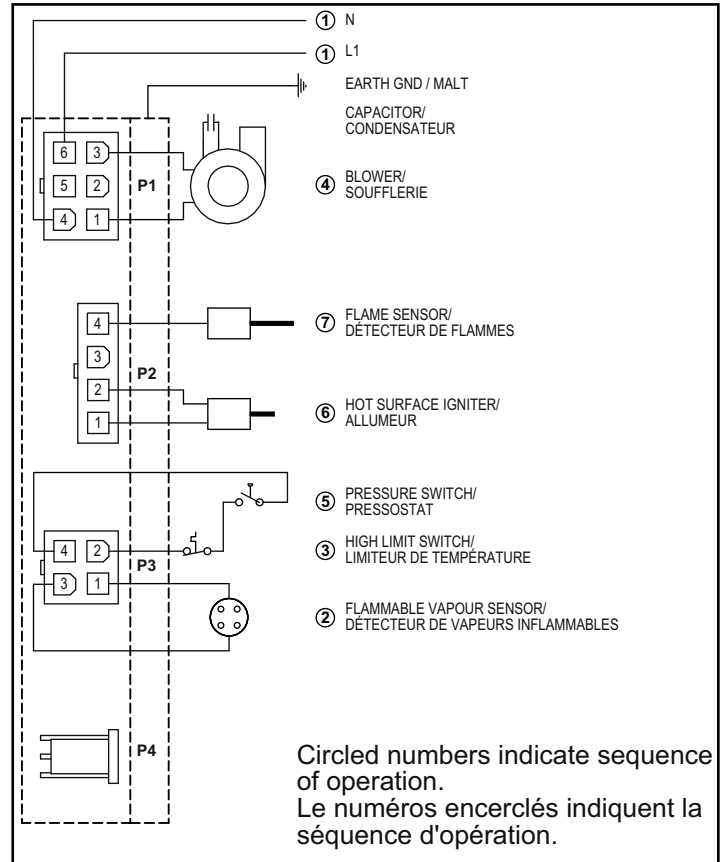 ① N
① L1
EARTH GND / MALT
CAPACITOR/
CONDENSATEUR
6 3
5 2
4 1
P1
④ BLOWER/
SOUFFLERIE
4
3
2
1
P2
⑦ FLAME SENSOR/
DÉTECTEUR DE FLAMMES
⑥ HOT SURFACE IGNITER/
ALLUMEUR
⑤ PRESSURE SWITCH/
PRESSOSTAT
4 2
3 1
P3
③ HIGH LIMIT SWITCH/
LIMITEUR DE TEMPÉRATURE
② FLAMMABLE VAPOUR SENSOR/
DÉTECTEUR DE VAPEURS INFLAMMABLES
P4
Circled numbers indicate sequence
of operation.
Le numéros encerclés indiquent la
séquence d'opération.